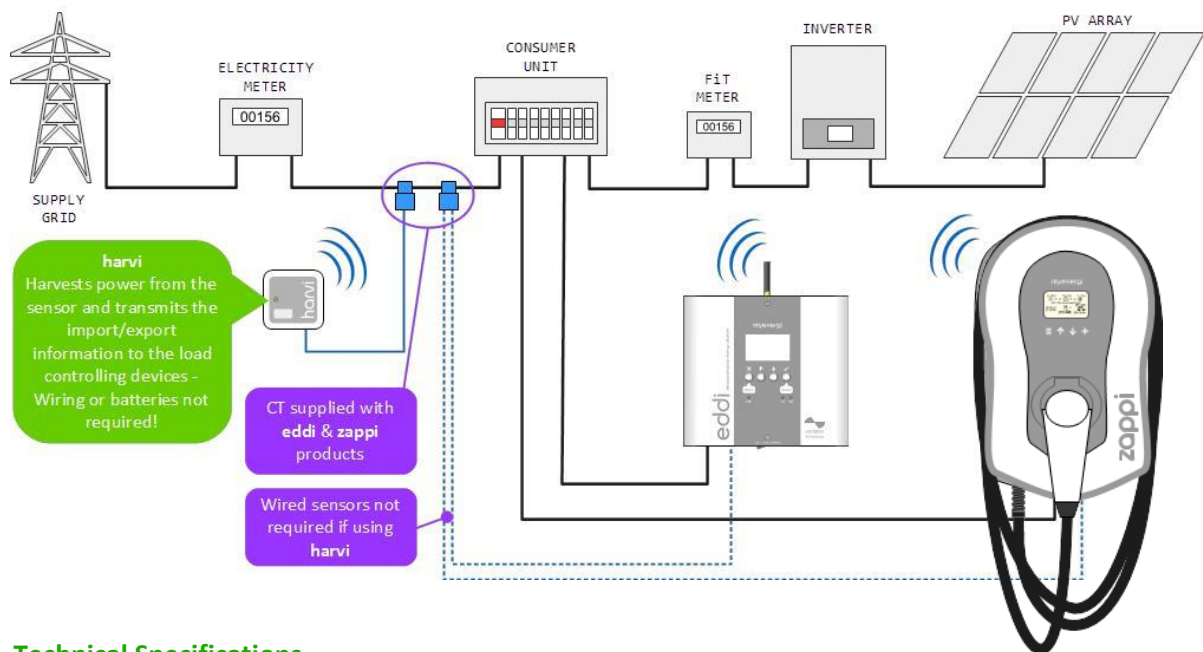 PV ARRAY
INVERTER
CONSUMER
UNIT
ELECTRICITY
METER
FiT
METER
00156
00156
SUPPLY
GRID
harvi
Harvests power from the
sensor and transmits the
import/export
information to the load
controlling devices -
Wiring or batteries not
required!
harvi
CT supplied with
eddi & zappi
products
Wired sensors not
required if using
harvi
eddi
myenergi
myenergi
zappi
Technical Specifications